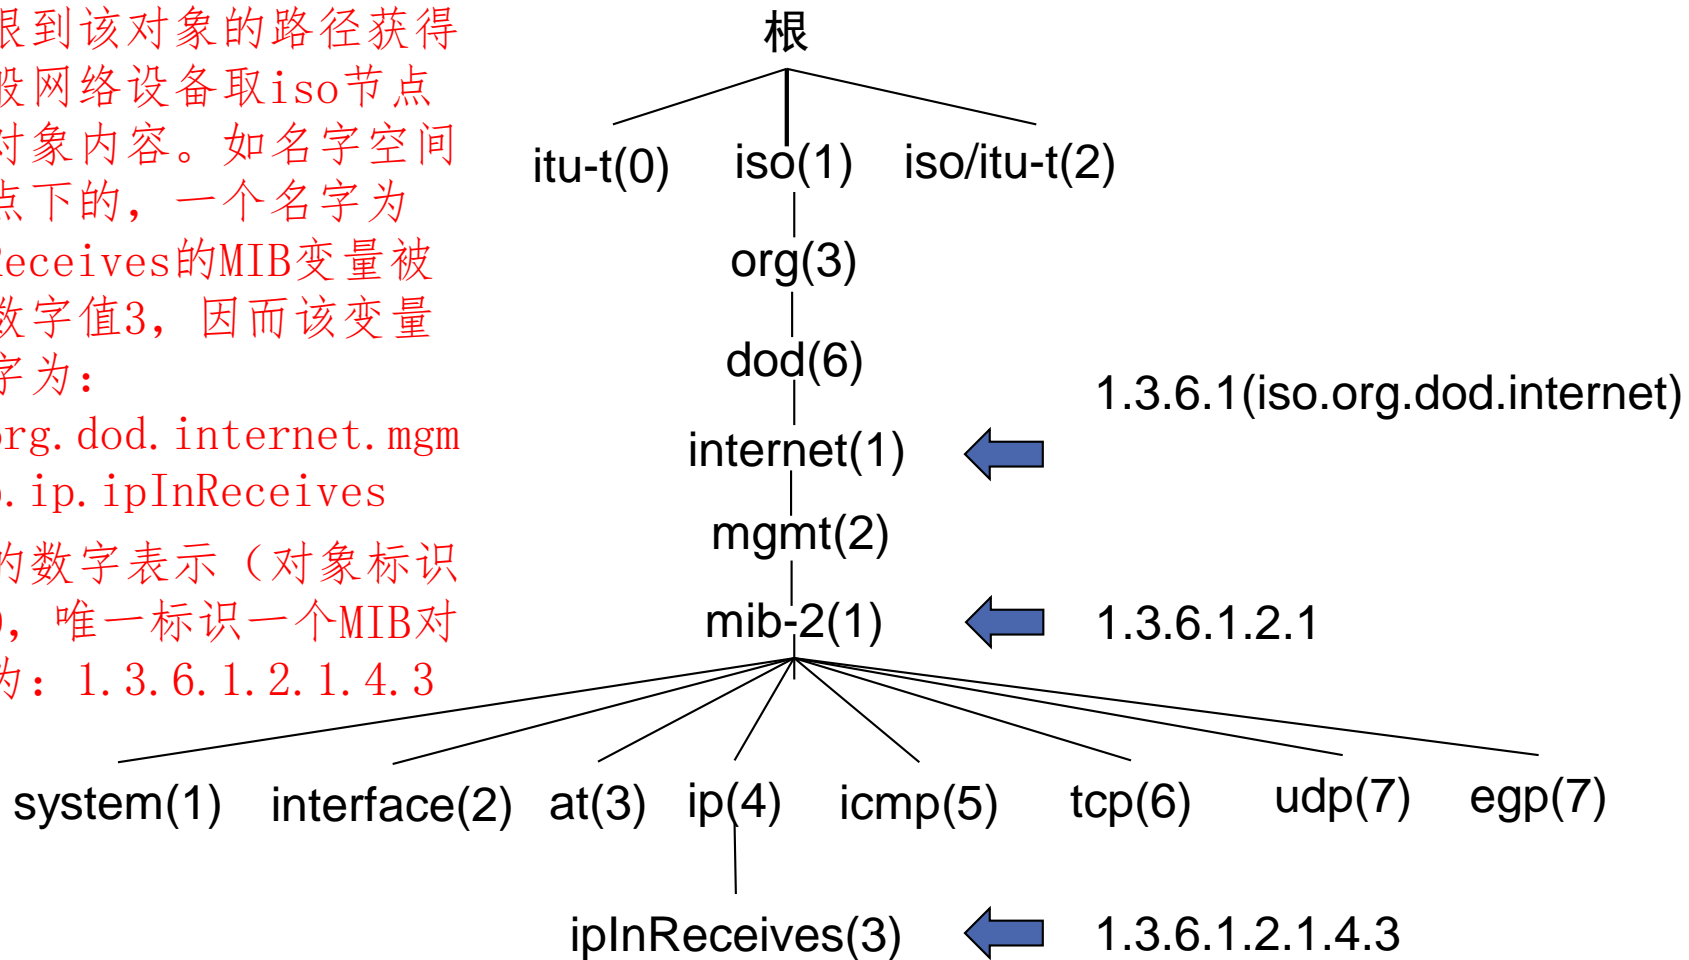 根到该对象的路径获得
般网络设备取iso节点
对象内容。如名字空间
点下的，一个名字为
Receives的MIB变量被
数字值3，因而该变量
字为：
org.dod.internet.mgm
.ip.ipInReceives
的数字表示（对象标识
，唯一标识一个MIB对
为：1.3.6.1.2.1.4.3
根
itu-t(0) iso(1) iso/itu-t(2)
org(3)
dod(6)
1.3.6.1(iso.org.dod.internet)
internet(1)
mgmt(2)
mib-2(1) 1.3.6.1.2.1
system(1) interface(2) at(3) ip(4) icmp(5) tcp(6) udp(7) egp(7)
ipInReceives(3) 1.3.6.1.2.1.4.3